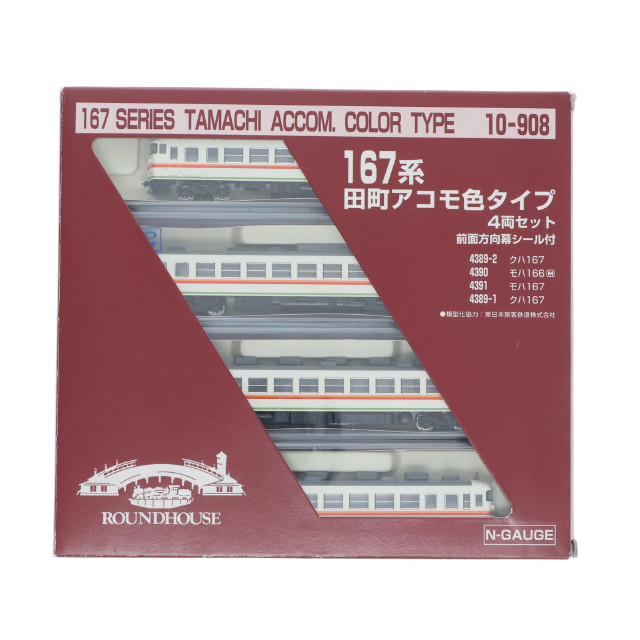 167 SERIES TAMACHI ACCOM. COLOR TYPE 10-908
167系
田町アコモ色タイプ
4両セット
前面方向幕シール付
4389-2 クハ167
4390 モハ166 M
4391 モハ167
4389-1 クハ167
●模型化協力:東日本旅客鉄道株式会社
ROUNDHOUSE
N-GAUGE